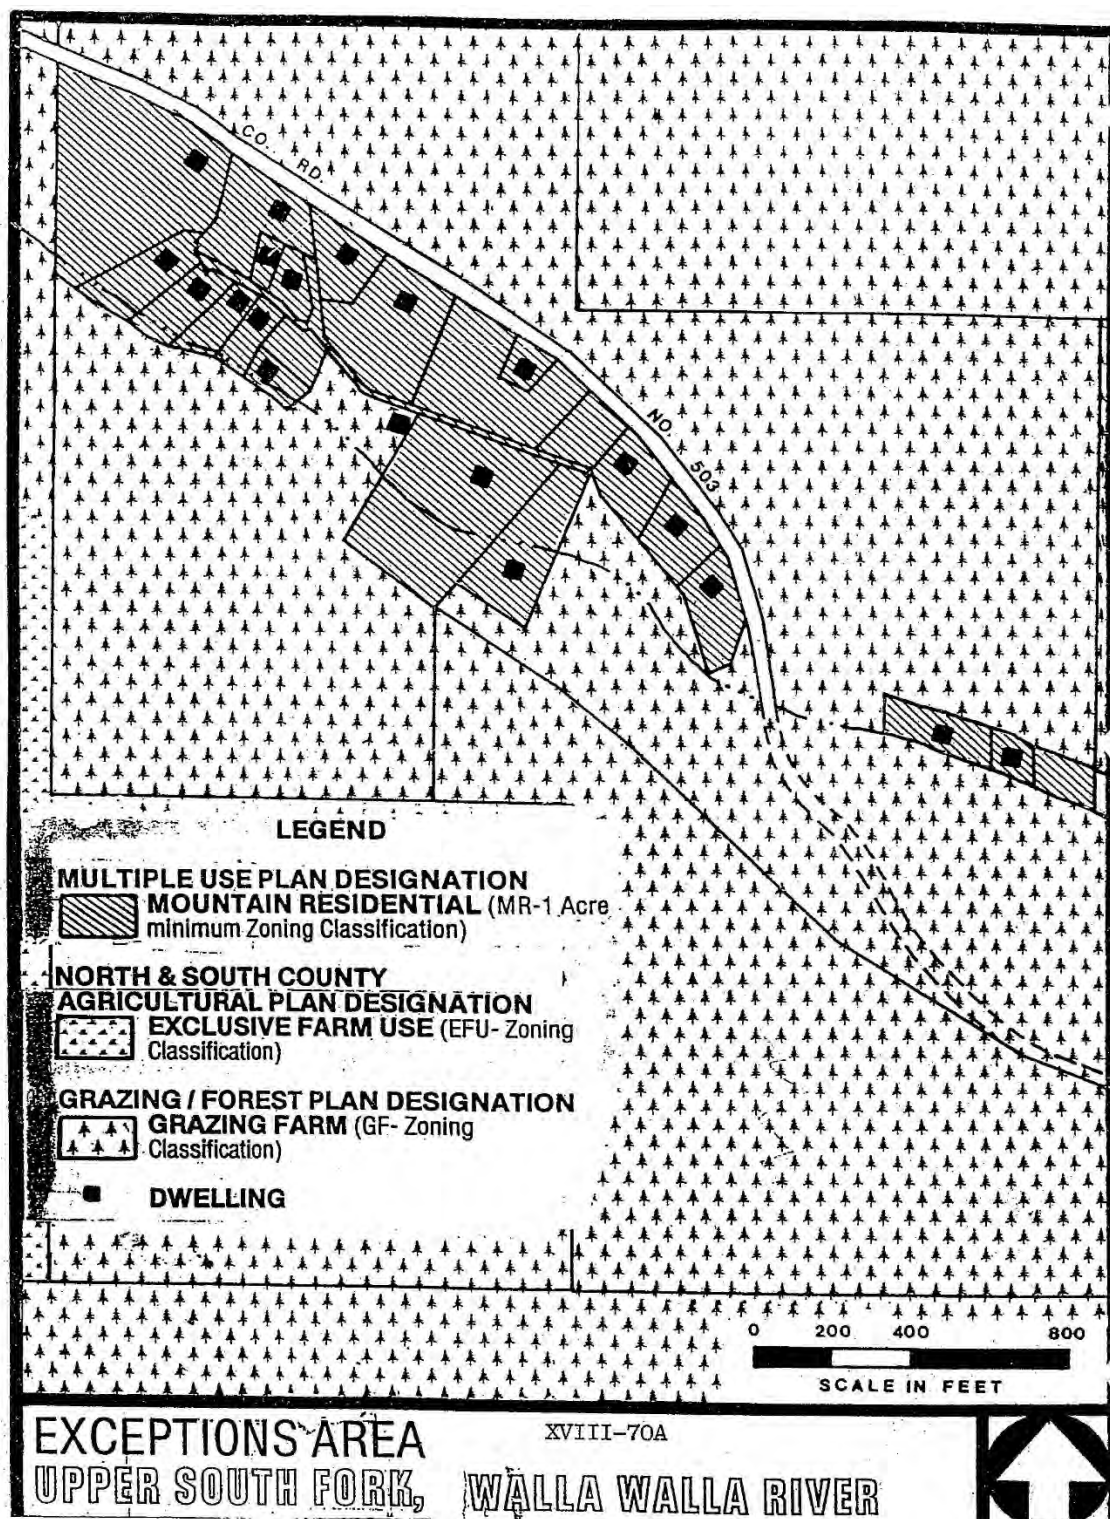 CO. RD.
NO. 503
LEGEND
MULTIPLE USE PLAN DESIGNATION
MOUNTAIN RESIDENTIAL (MR-1 Acre
minimum Zoning Classification)
NORTH & SOUTH COUNTY
AGRICULTURAL PLAN DESIGNATION
EXCLUSIVE FARM USE (EFU- Zoning
Classification)
GRAZING / FOREST PLAN DESIGNATION
GRAZING FARM (GF- Zoning
Classification)
DWELLING
0 200 400 800
SCALE IN FEET
EXCEPTIONS AREA
XVIII-70A
UPPER SOUTH FORK, WALLA WALLA RIVER